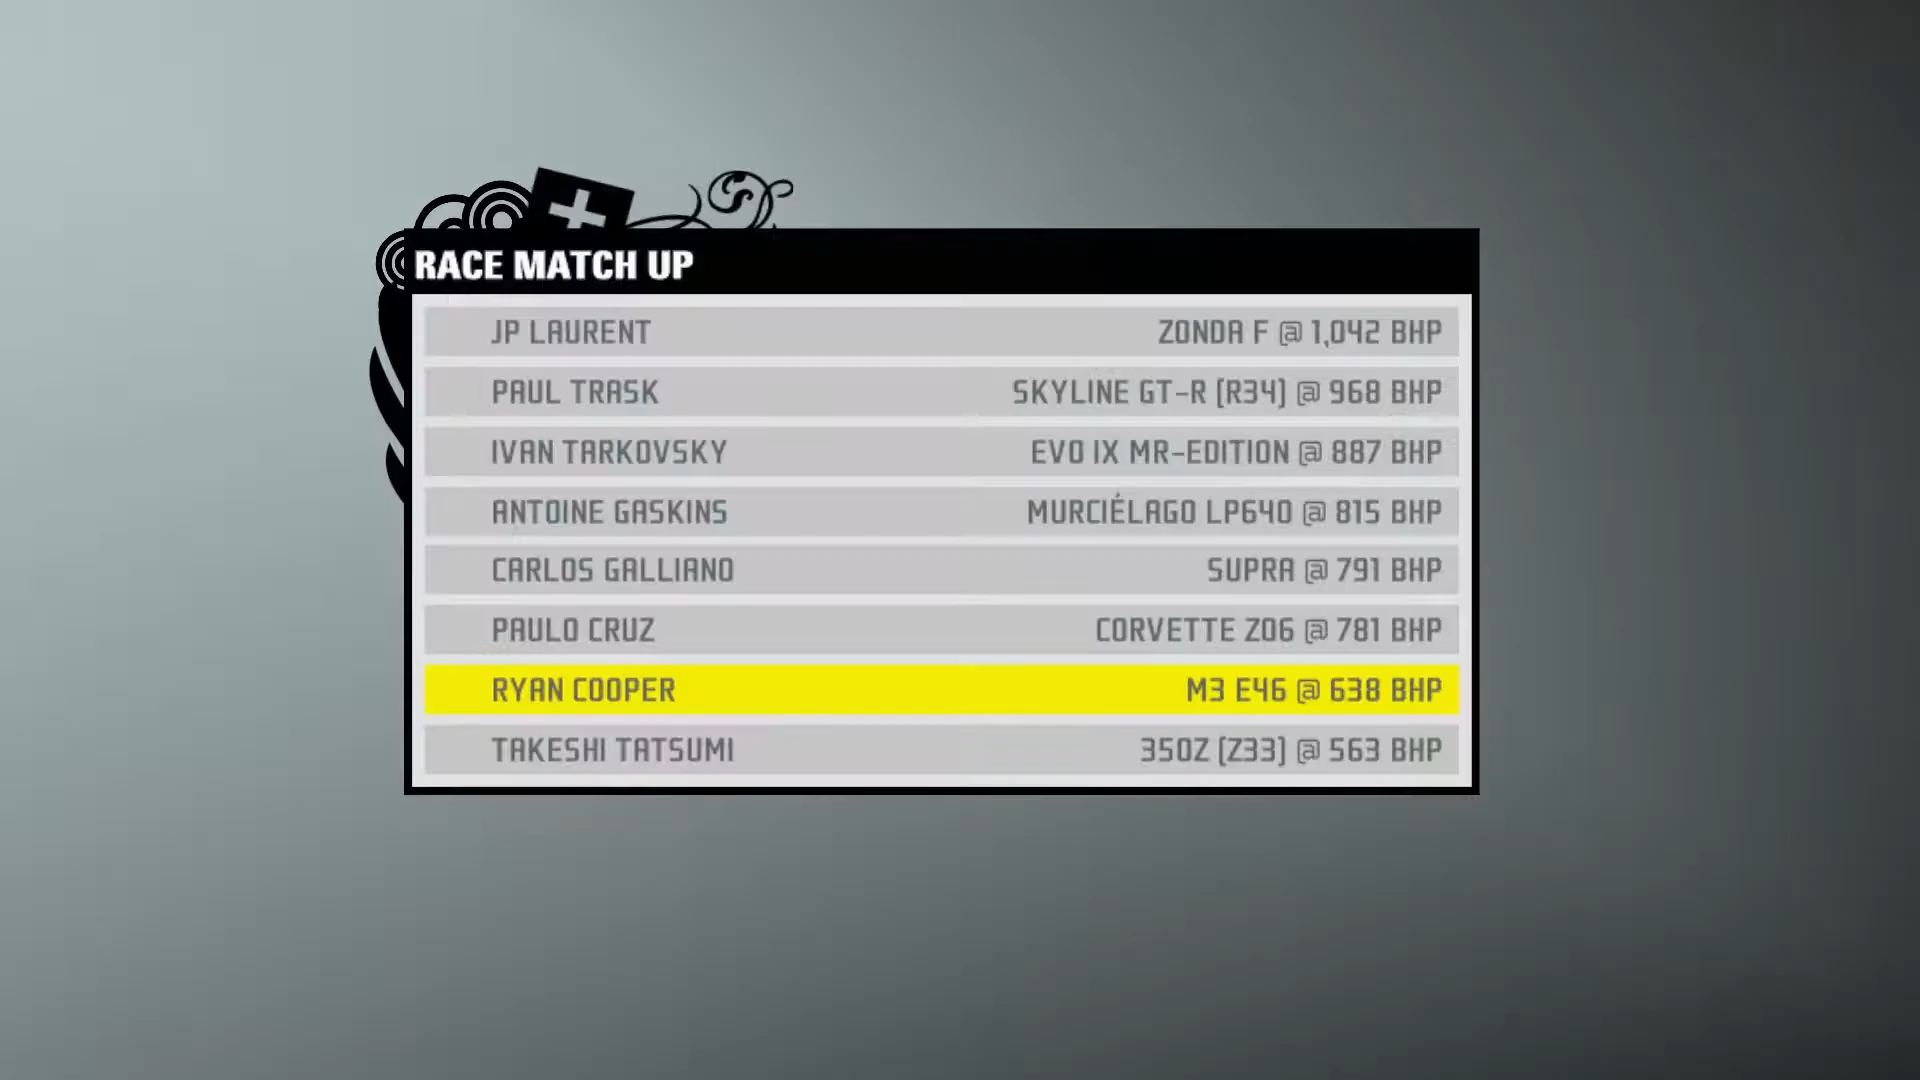 RACE MATCH UP
JP LAURENT ZONDA F @ 1,042 BHP
PAUL TRASK SKYLINE GT-R [R34] @ 968 BHP
IVAN TARKOVSKY EVO IX MR-EDITION @ 887 BHP
ANTOINE GASKINS MURCIÉLAGO LP640 @ 815 BHP
CARLOS GALLIANO SUPRA @ 791 BHP
PAULO CRUZ CORVETTE Z06 @ 781 BHP
RYAN COOPER M3 E46 @ 638 BHP
TAKESHI TATSUMI 350Z [Z33] @ 563 BHP